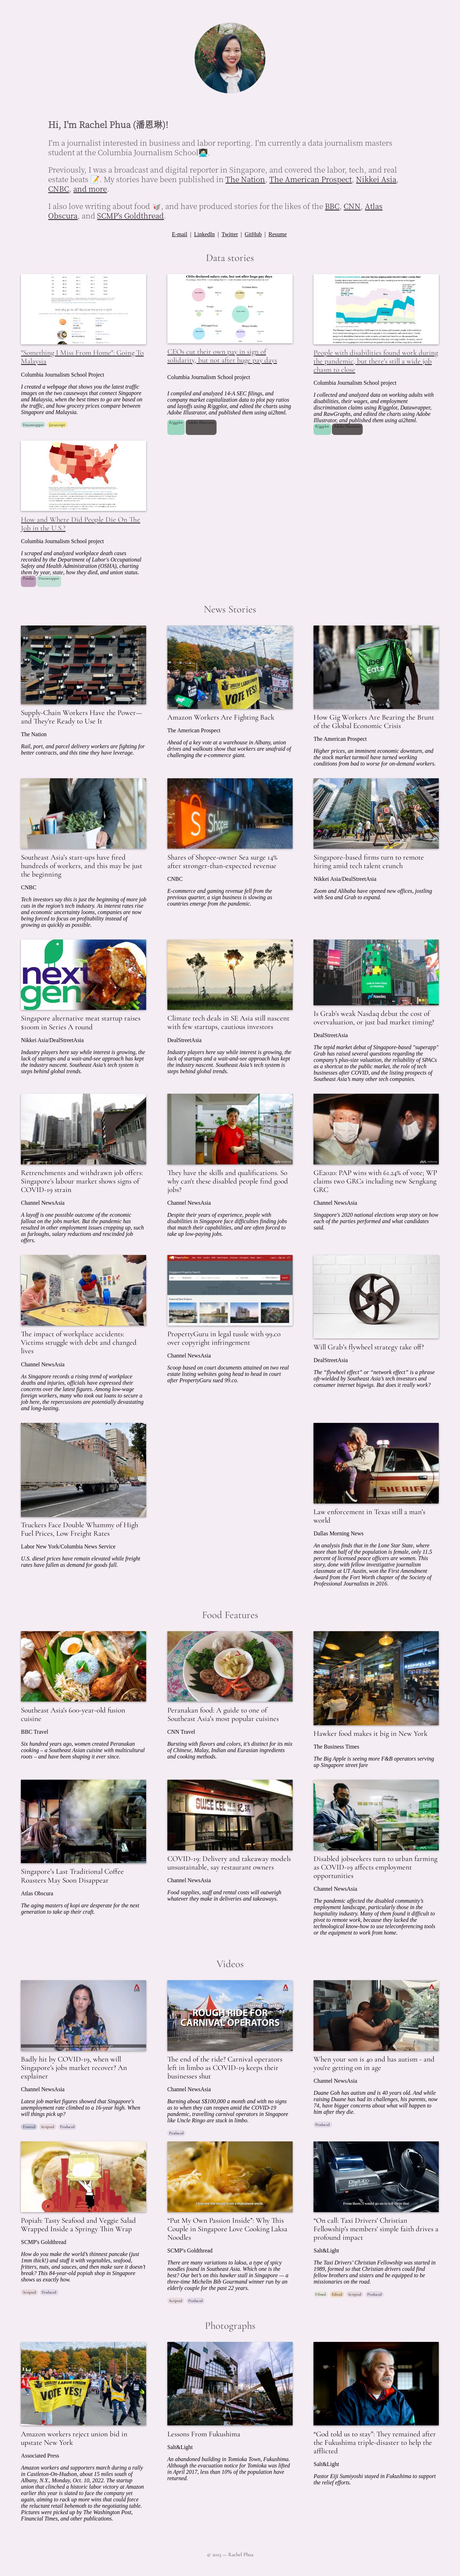 Hi, I'm Rachel Phua (潘恩琳)!
I'm a journalist interested in business and labor reporting. I'm currently a data journalism masters
student at the Columbia Journalism School
Previously, I was a broadcast and digital reporter in Singapore, and covered the labor, tech, and real
estate beats 📝. My stories have been published in The Nation, The American Prospect, Nikkei Asia,
CNBC, and more.
I also love writing about food 🥡, and have produced stories for the likes of the BBC, CNN, Atlas
Obscura, and SCMP's Goldthread.
E-mail | LinkedIn | Twitter | GitHub | Resume
Data stories
"Something I Miss From Home": Going To
Malaysia
Columbia Journalism School Project
I created a webpage that updates on the latest traffic
images on the two causeways that connect Singapore
and Malaysia, when the best times to go are based on
the traffic, and how grocery prices compare between
Singapore and Malaysia.
Datawrapper Javascript
CEOs declined salary cuts, but still got other huge pay days
CEOs cut their own pay in sign of
solidarity, but not after huge pay days
Columbia Journalism School project
I compiled and analyzed 14-A SEC filings, and
company market capitalization data, CEO pay ratios
and layoffs using R/ggplot, and edited the charts using
Adobe Illustrator, and published them using ai2html.
R/ggplot
People with disabilities found work during
the pandemic, but there's still a wide job
chasm to close
Columbia Journalism School project
I collected and analyzed data on working adults with
disabilities, their wages, and employment
discrimination claims using R/ggplot, Datawrapper,
and RawGraphs, and edited the charts using Adobe
Illustrator, and published them using ai2html.
R/ggplot
How and Where Did People Die On The
Job in the U.S.?
Columbia Journalism School project
I scraped and analyzed workplace death cases
recorded by the Department of Labor's Occupational
Safety and Health Administration (OSHA), charting
them by year, state, how they died, and union status.
Pandas Datawrapper
News Stories
Supply-Chain Workers Have the Power—
and They're Ready to Use It
The Nation
Rail, port, and parcel delivery workers are fighting for
better contracts, and this time they have leverage.
VOTE YES!
Amazon Workers Are Fighting Back
The American Prospect
Ahead of a key vote at a warehouse in Albany, union
drives and walkouts show that workers are unafraid of
challenging the e-commerce giant.
Uber
Eats
How Gig Workers Are Bearing the Brunt
of the Global Economic Crisis
The American Prospect
Higher prices, an imminent economic downturn, and
the stock market turmoil have turned working
conditions from bad to worse for on-demand workers.
Southeast Asia's start-ups have fired
hundreds of workers, and this may be just
the beginning
CNBC
Tech investors say this is just the beginning of more job
cuts in the region's tech industry. As interest rates rise
and economic uncertainty looms, companies are now
being forced to focus on profitability instead of
growing as quickly as possible.
Shopee
Shares of Shopee-owner Sea surge 14%
after stronger-than-expected revenue
CNBC
E-commerce and gaming revenue fell from the
previous quarter, a sign business is slowing as
countries emerge from the pandemic.
Singapore-based firms turn to remote
hiring amid tech talent crunch
Nikkei Asia/DealStreetAsia
Zoom and Alibaba have opened new offices, jostling
with Sea and Grab to expand.
next
gen
Singapore alternative meat startup raises
$100m in Series A round
Nikkei Asia/DealStreetAsia
Industry players here say while interest is growing, the
lack of startups and a wait-and-see approach has kept
the industry nascent. Southeast Asia's tech system is
steps behind global trends.
Climate tech deals in SE Asia still nascent
with few startups, cautious investors
DealStreetAsia
Industry players here say while interest is growing, the
lack of startups and a wait-and-see approach has kept
the industry nascent. Southeast Asia's tech system is
steps behind global trends.
Is Grab's weak Nasdaq debut the cost of
overvaluation, or just bad market timing?
DealStreetAsia
The tepid market debut of Singapore-based "superapp"
Grab has raised several questions regarding the
company's plus-size valuation, the reliability of SPACs
as a shortcut to the public market, the role of tech
businesses after COVID, and the listing prospects of
Southeast Asia's many other tech companies.
Retrenchments and withdrawn job offers:
Singapore's labour market shows signs of
COVID-19 strain
Channel NewsAsia
A layoff is one possible outcome of the economic
fallout on the jobs market. But the pandemic has
resulted in other employment issues cropping up, such
as furloughs, salary reductions and rescinded job
offers.
They have the skills and qualifications. So
why can't these disabled people find good
jobs?
Channel NewsAsia
Despite their years of experience, people with
disabilities in Singapore face difficulties finding jobs
that match their capabilities, and are often forced to
take up low-paying jobs.
GE2020: PAP wins with 61.24% of vote; WP
claims two GRCs including new Sengkang
GRC
Channel NewsAsia
Singapore's 2020 national elections wrap story on how
each of the parties performed and what candidates
said.
The impact of workplace accidents:
Victims struggle with debt and changed
lives
Channel NewsAsia
As Singapore records a rising trend of workplace
deaths and injuries, officials have expressed their
concerns over the latest figures. Among low-wage
foreign workers, many who took out loans to secure a
job here, the repercussions are potentially devastating
and long-lasting.
PropertyGuru in legal tussle with 99.co
over copyright infringement
Channel NewsAsia
Scoop based on court documents attained on two real
estate listing websites going head to head in court
after PropertyGuru sued 99.co.
Will Grab's flywheel strategy take off?
DealStreetAsia
The “flywheel effect” or “network effect” is a phrase
oft-wielded by Southeast Asia's tech investors and
consumer internet bigwigs. But does it really work?
Truckers Face Double Whammy of High
Fuel Prices, Low Freight Rates
Labor New York/Columbia News Service
U.S. diesel prices have remain elevated while freight
rates have fallen as demand for goods fall.
SHERIFF
Law enforcement in Texas still a man's
world
Dallas Morning News
An analysis finds that in the Lone Star State, where
more than half of the population is female, only 11.5
percent of licensed peace officers are women. This
story, done with fellow investigative journalism
classmate at UT Austin, won the First Amendment
Award from the Fort Worth chapter of the Society of
Professional Journalists in 2016.
Food Features
Southeast Asia's 600-year-old fusion
cuisine
BBC Travel
Six hundred years ago, women created Peranakan
cooking – a Southeast Asian cuisine with multicultural
roots – and have been shaping it ever since.
Peranakan food: A guide to one of
Southeast Asia's most popular cuisines
CNN Travel
Bursting with flavors and colors, it's distinct for its mix
of Chinese, Malay, Indian and Eurasian ingredients
and cooking methods.
Hawker food makes it big in New York
The Business Times
The Big Apple is seeing more F&B operators serving
up Singapore street fare
Singapore's Last Traditional Coffee
Roasters May Soon Disappear
Atlas Obscura
The aging masters of kopi are desperate for the next
generation to take up their craft.
COVID-19: Delivery and takeaway models
unsustainable, say restaurant owners
Channel NewsAsia
Food supplies, staff and rental costs will outweigh
whatever they make in deliveries and takeaways.
Disabled jobseekers turn to urban farming
as COVID-19 affects employment
opportunities
Channel NewsAsia
The pandemic affected the disabled community's
employment landscape, particularly those in the
hospitality industry. Many of them found it difficult to
pivot to remote work, because they lacked the
technological know-how to use teleconferencing tools
or the equipment to work from home.
Videos
Badly hit by COVID-19, when will
Singapore's jobs market recover? An
explainer
Channel NewsAsia
Latest job market figures showed that Singapore's
unemployment rate climbed to a 16-year high. When
will things pick up?
Scripted Produced
ROUGH RIDE FOR
CARNIVAL OPERATORS
The end of the ride? Carnival operators
left in limbo as COVID-19 keeps their
businesses shut
Channel NewsAsia
Burning about S$100,000 a month and with no signs
as to when they can reopen amid the COVID-19
pandemic, travelling carnival operators in Singapore
like Uncle Ringo are stuck in limbo.
Produced
When your son is 40 and has autism - and
you're getting on in age
Channel NewsAsia
Duane Goh has autism and is 40 years old. And while
raising Duane has had its challenges, his parents, now
74, have bigger concerns about what will happen to
him after they die.
Produced
Popiah: Tasty Seafood and Veggie Salad
Wrapped Inside a Springy Thin Wrap
SCMP's Goldthread
How do you make the world's thinnest pancake (just
1mm thick!) and stuff it with vegetables, seafood,
fritters, nuts, and sauces, and then make sure it doesn't
break? This 84-year-old popiah shop in Singapore
shows us exactly how.
Scripted Produced
“Put My Own Passion Inside”: Why This
Couple in Singapore Love Cooking Laksa
Noodles
SCMP's Goldthread
There are many variations to laksa, a type of spicy
noodles found in Southeast Asia. Which one is the
best? Our bet's on this hawker stall in Singapore — a
three-time Michelin Bib Gourmand winner run by an
elderly couple for the past 22 years.
Scripted Produced
“On call: Taxi Drivers' Christian
Fellowship's members' simple faith drives a
profound impact
Salt&Light
The Taxi Drivers' Christian Fellowship was started in
1989, formed so that Christian drivers could find
fellow brothers and sisters and be equipped to be
missionaries on the road.
Filmed Edited Scripted Produced
Photographs
VOTE YES!
Amazon workers reject union bid in
upstate New York
Associated Press
Amazon workers and supporters march during a rally
in Castleton-On-Hudson, about 15 miles south of
Albany, N.Y., Monday, Oct. 10, 2022. The startup
union that clinched a historic labor victory at Amazon
earlier this year is slated to face the company yet
again, aiming to rack up more wins that could force
the reluctant retail behemoth to the negotiating table.
Pictures were picked up by The Washington Post,
Financial Times, and other publications.
Lessons From Fukushima
Salt&Light
An abandoned building in Tomioka Town, Fukushima.
Although the evacuation notice for Tomioka was lifted
in April 2017, less than 10% of the population have
returned.
“God told us to stay”: They remained after
the Fukushima triple-disaster to help the
afflicted
Salt&Light
Pastor Eiji Sumiyoshi stayed in Fukushima to support
the relief efforts.
© 2023 — Rachel Phua